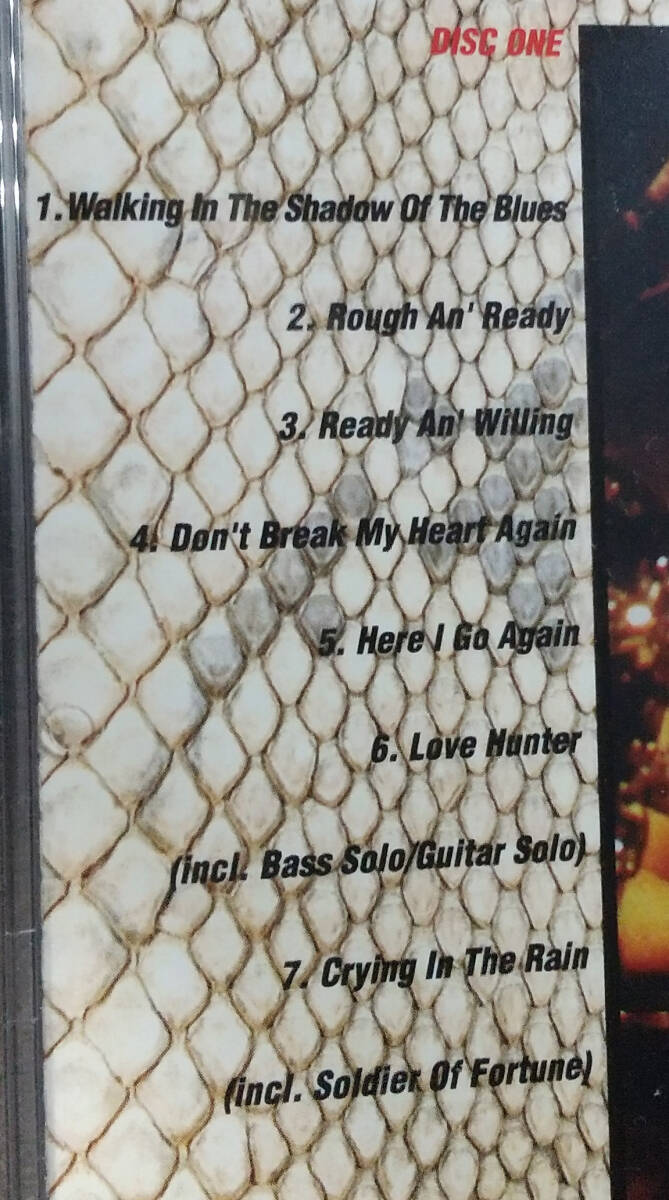 DISC ONE
1.Walking In The Shadow Of The Blues
2. Rough An' Ready
3. Ready An' Willing
4. Don't Break My Heart Again
5. Here I Go Again
6. Love Hunter
(incl. Bass Solo/Guitar Solo)
7. Crying In The Rain
(incl. Soldier Of Fortune)